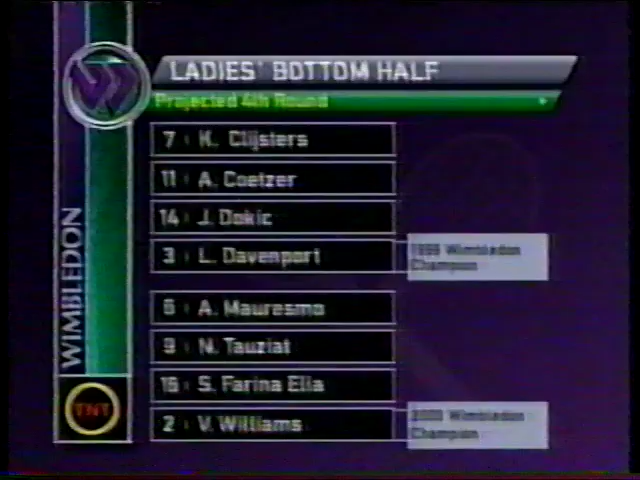 LADIES' BOTTOM HALF
Projected 4th Round
7 K. Clijsters
11 A. Coetzer
14 J. Dokic
3 L. Davenport
1999 Wimbledon
Champion
6 A. Mauresmo
9 N. Tauziat
16 S. Farina Elia
2 V. Williams
2000 Wimbledon
Champion
WIMBLEDON
TNT